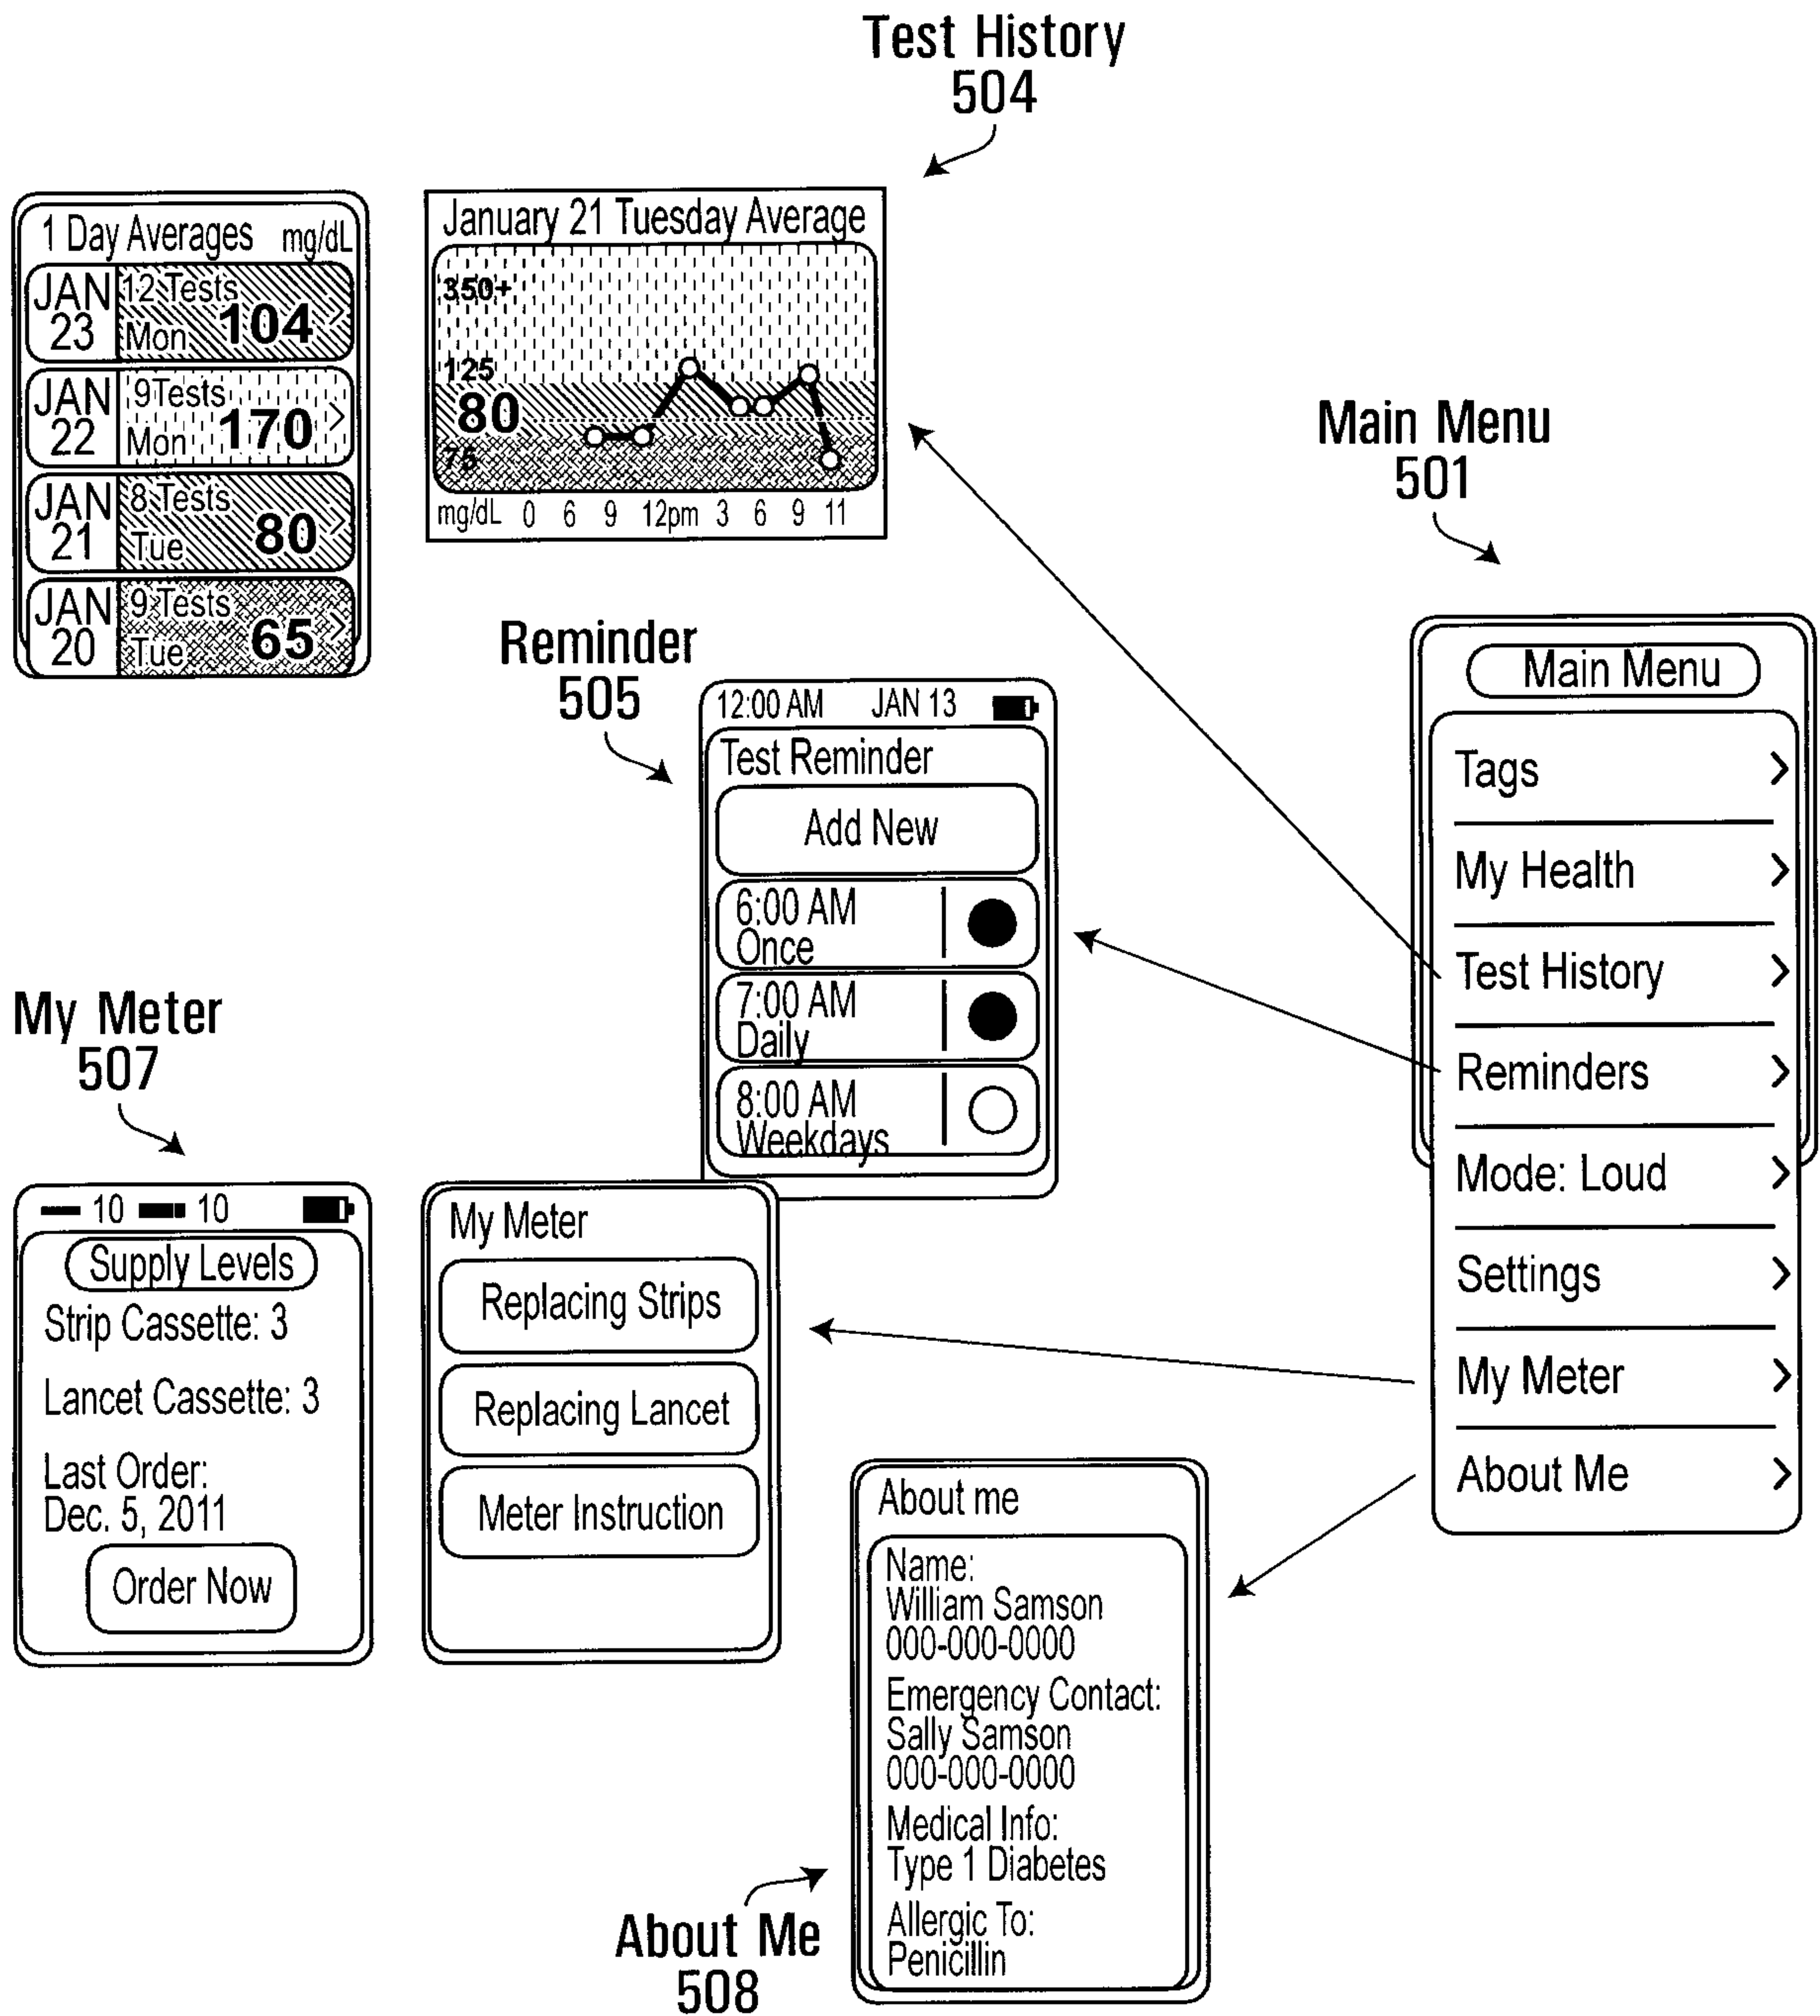 Test History
504
1 Day Averages mg/dL
JAN
23
12 Tests
Mon
104
JAN
22
9 Tests
Mon
170
JAN
21
8 Tests
Tue
80
JAN
20
9 Tests
Tue
65
January 21 Tuesday Average
350+
125
80
75
mg/dL 0 6 9 12pm 3 6 9 11
Main Menu
501
Main Menu
Tags
My Health
Test History
Reminders
Mode: Loud
Settings
My Meter
About Me
Reminder
505
12:00 AM JAN 13
Test Reminder
Add New
6:00 AM
Once
7:00 AM
Daily
8:00 AM
Weekdays
My Meter
507
10 10
Supply Levels
Strip Cassette: 3
Lancet Cassette: 3
Last Order:
Dec. 5, 2011
Order Now
My Meter
Replacing Strips
Replacing Lancet
Meter Instruction
About me
Name:
William Samson
000-000-0000
Emergency Contact:
Sally Samson
000-000-0000
Medical Info:
Type 1 Diabetes
Allergic To:
Penicillin
About Me
508